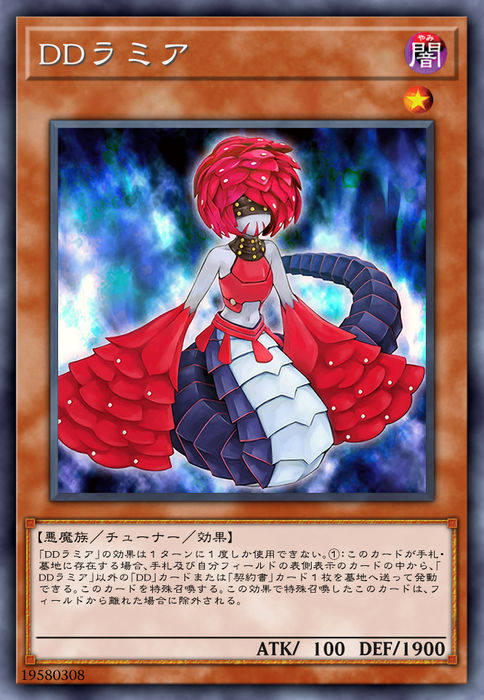 DDラミア
やみ
闇
【悪魔族／チューナー／効果】
「DDラミア」の効果は１ターンに１度しか使用できない。①：このカードが手札・
墓地に存在する場合、手札及び自分フィールドの表側表示のカードの中から、「
DDラミア」以外の「DD」カードまたは「契約書」カード１枚を墓地へ送って発動
できる。このカードを特殊召喚する。この効果で特殊召喚したこのカードは、フ
ィールドから離れた場合に除外される。
ATK/ 100 DEF/1900
19580308